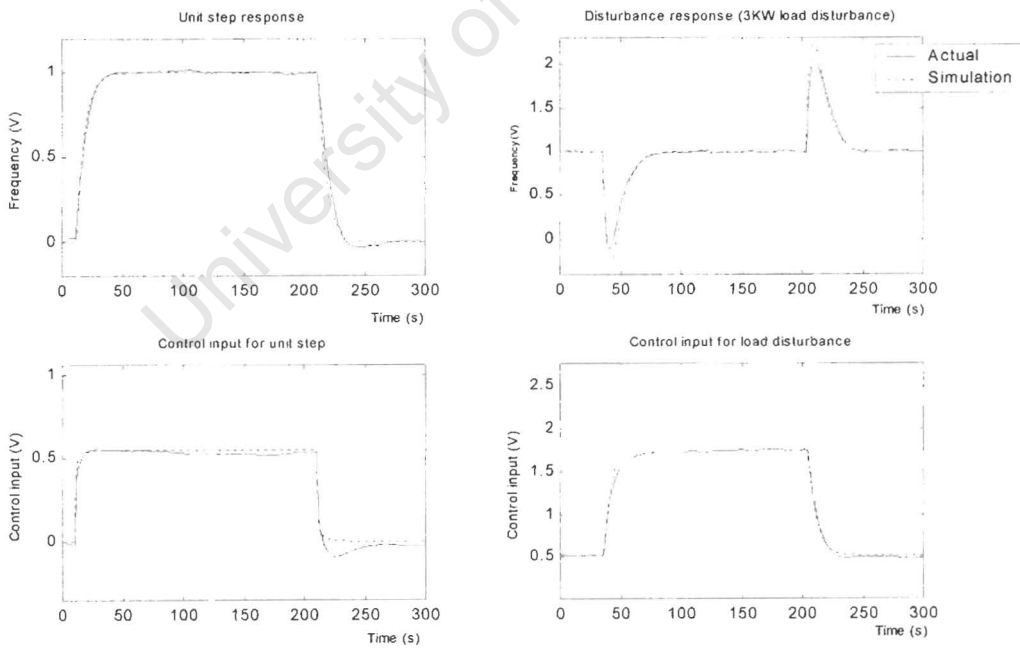 Unit step response
Frequency (V)
1
0.5
0
0 50 100 150 200 250 300
Time (s)
Disturbance response (3KW load disturbance)
Frequency (V)
2
1.5
1
0.5
0
0 50 100 150 200 250 300
Time (s)
Actual
Simulation
Control input for unit step
Control input (V)
1
0.5
0
0 50 100 150 200 250 300
Time (s)
Control input for load disturbance
Control input (V)
2.5
2
1.5
1
0.5
0 50 100 150 200 250 300
Time (s)
University of